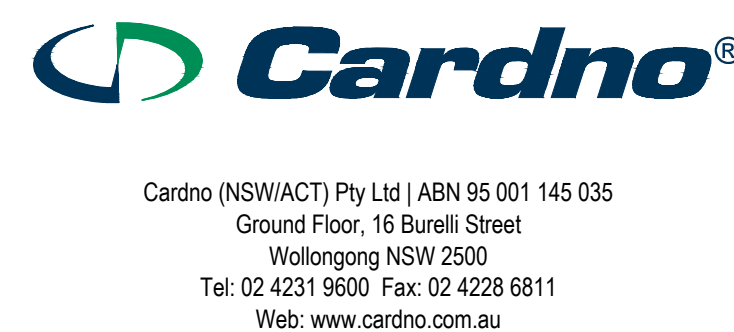 Cardno®
Cardno (NSW/ACT) Pty Ltd | ABN 95 001 145 035
Ground Floor, 16 Burelli Street
Wollongong NSW 2500
Tel: 02 4231 9600  Fax: 02 4228 6811
Web: www.cardno.com.au